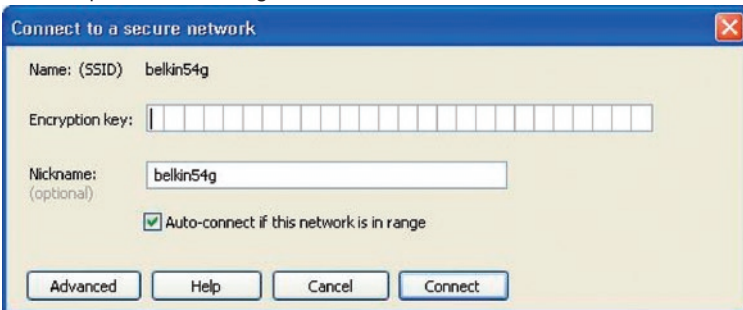 Connect to a secure network
Name: (SSID) belkin54g
Encryption key:
Nickname: belkin54g
(optional)
Auto-connect if this network is in range
Advanced Help Cancel Connect